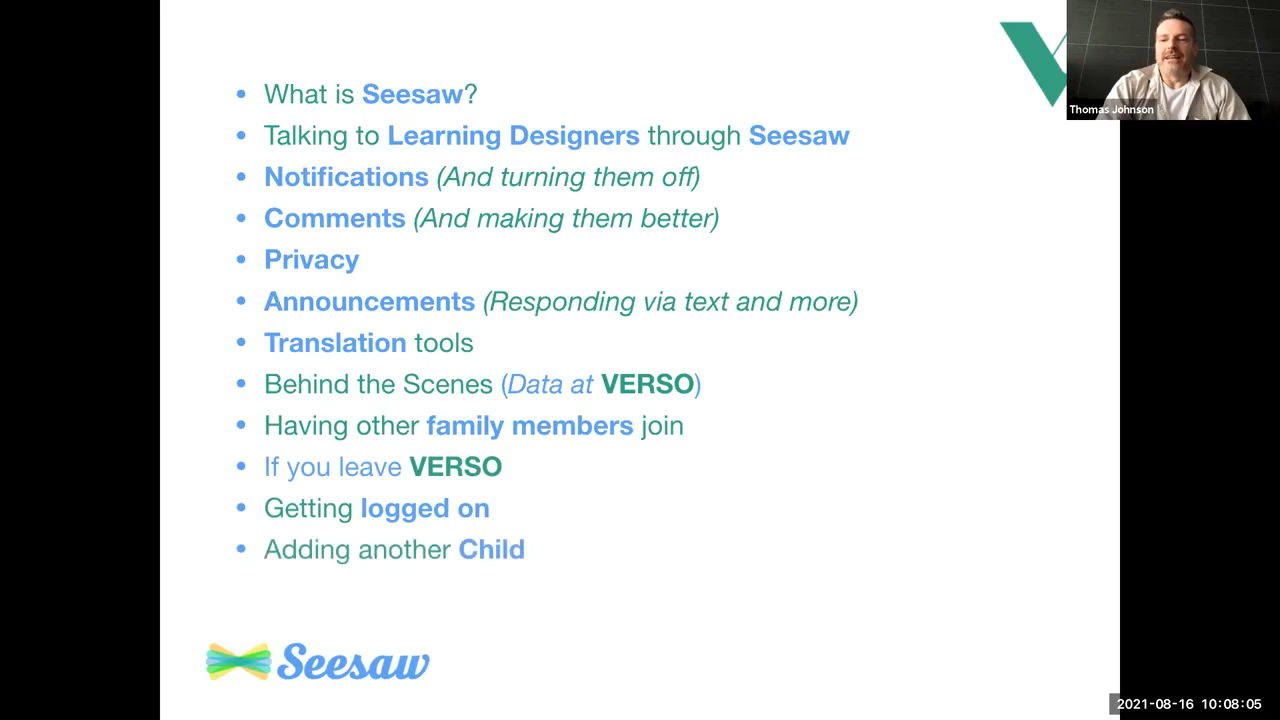 • What is Seesaw?
• Talking to Learning Designers through Seesaw
• Notifications (And turning them off)
• Comments (And making them better)
• Privacy
• Announcements (Responding via text and more)
• Translation tools
• Behind the Scenes (Data at VERSO)
• Having other family members join
• If you leave VERSO
• Getting logged on
• Adding another Child
Seesaw
Thomas Johnson
2021-08-16 10:08:05